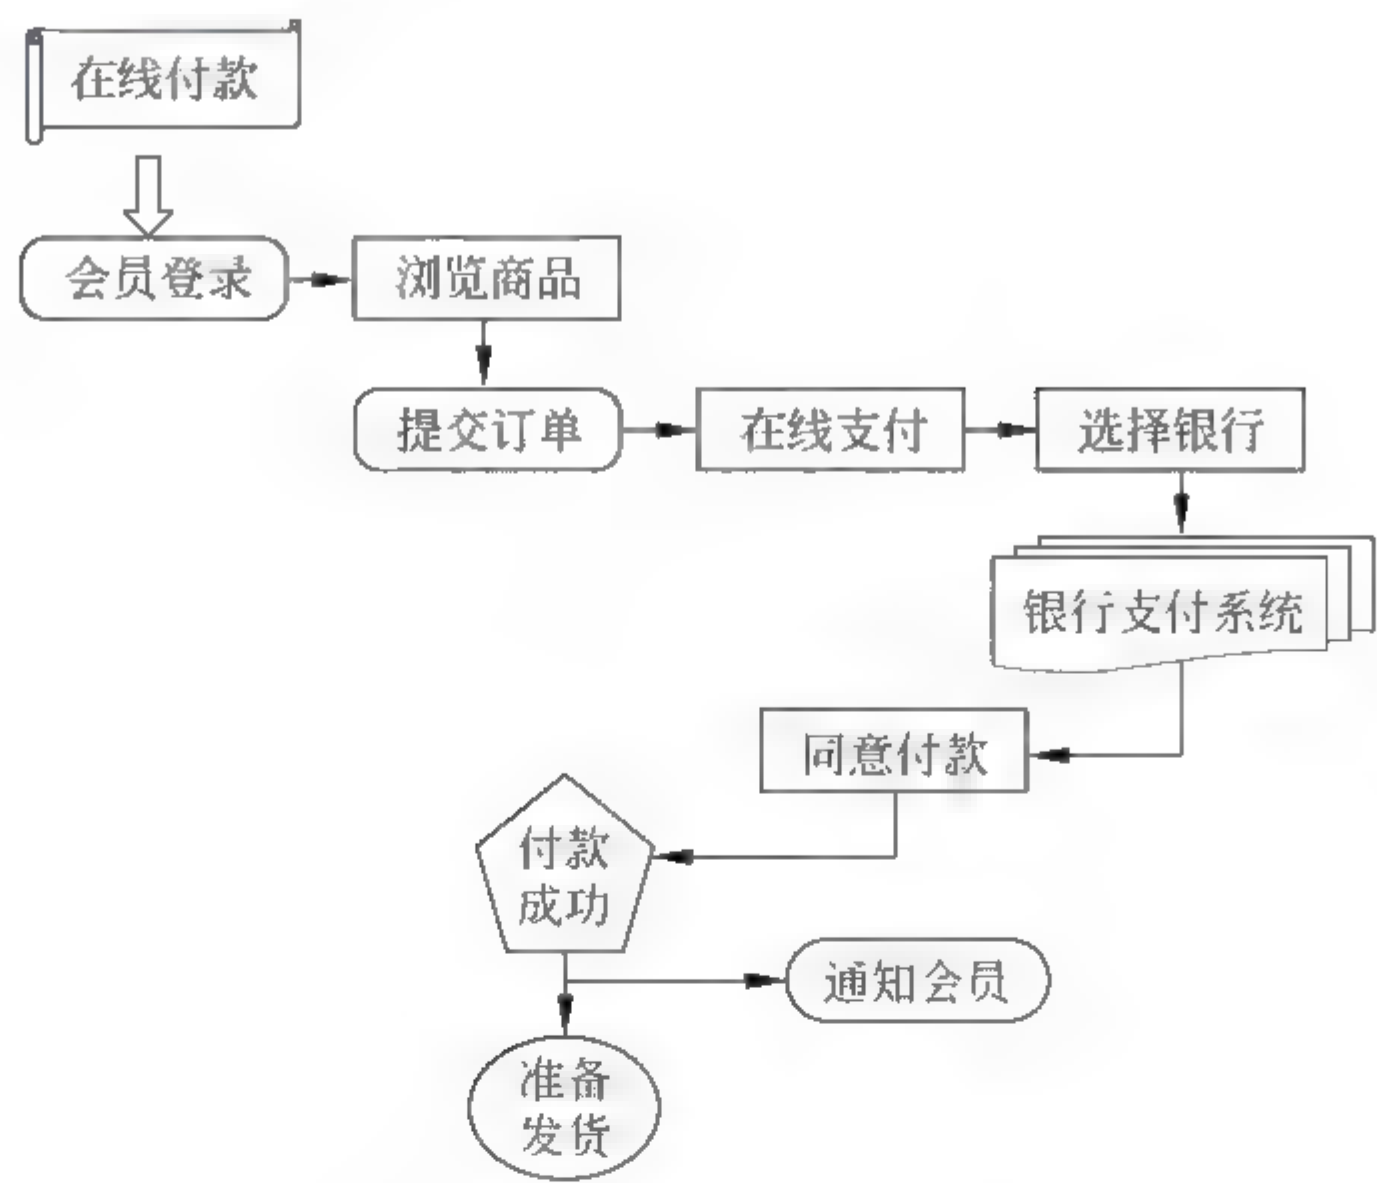 在线付款
会员登录
浏览商品
提交订单
在线支付
选择银行
银行支付系统
同意付款
付款
成功
通知会员
准备
发货